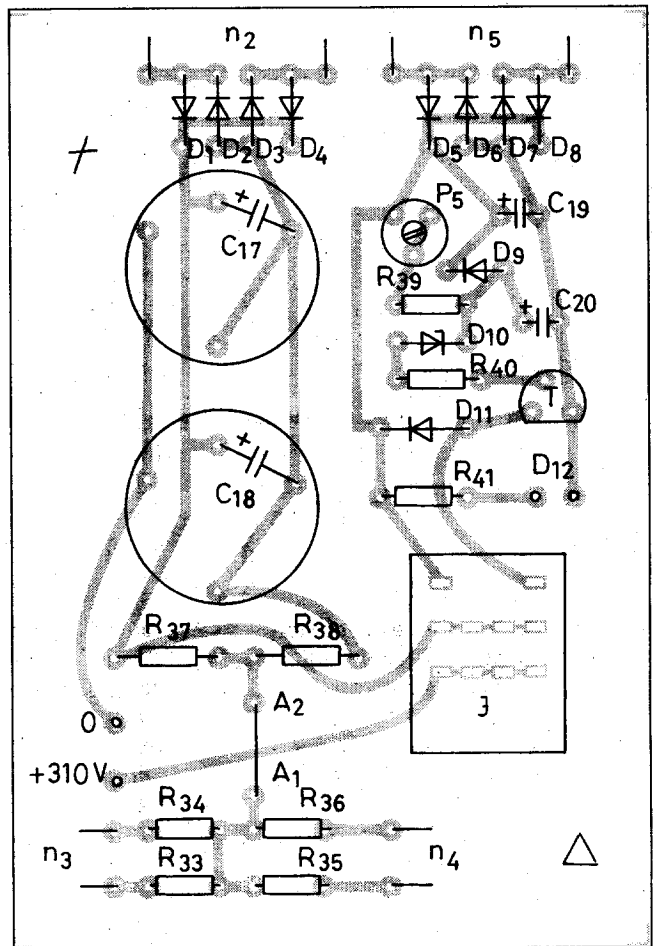 n2 n5
D1 D2 D3 D4 D5 D6 D7 D8
+ C17 P5 + C19
D9
R39 + C20
D10
R40 T
+ C18 D11
R41 D12
R37 R38
A2 J
0
+310V A1
R34 R36
n3 R33 R35 n4